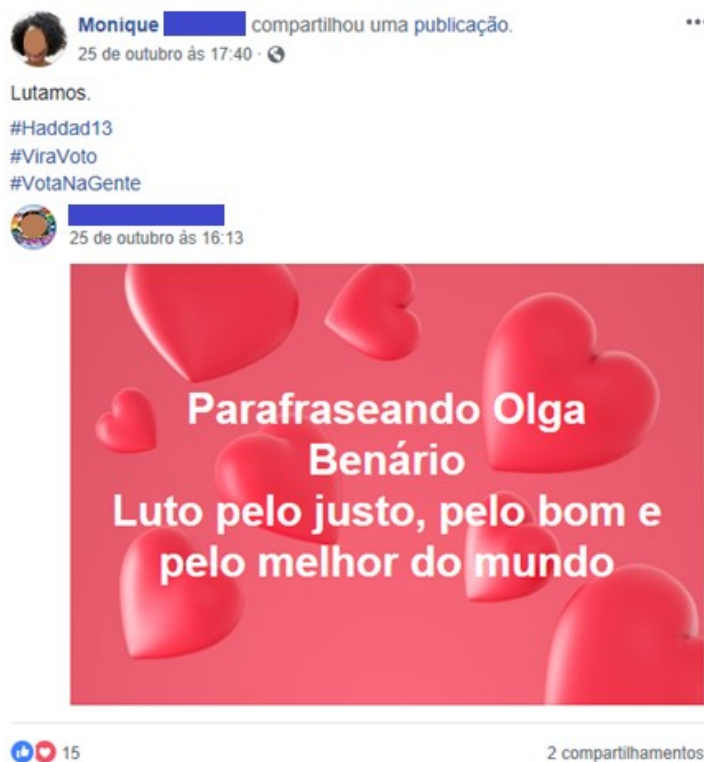 Monique compartilhou uma publicação.
25 de outubro às 17:40
Lutamos.
#Haddad13
#ViraVoto
#VotaNaGente
25 de outubro às 16:13
Parafraseando Olga
Benário
Luto pelo justo, pelo bom e
pelo melhor do mundo
15
2 compartilhamentos